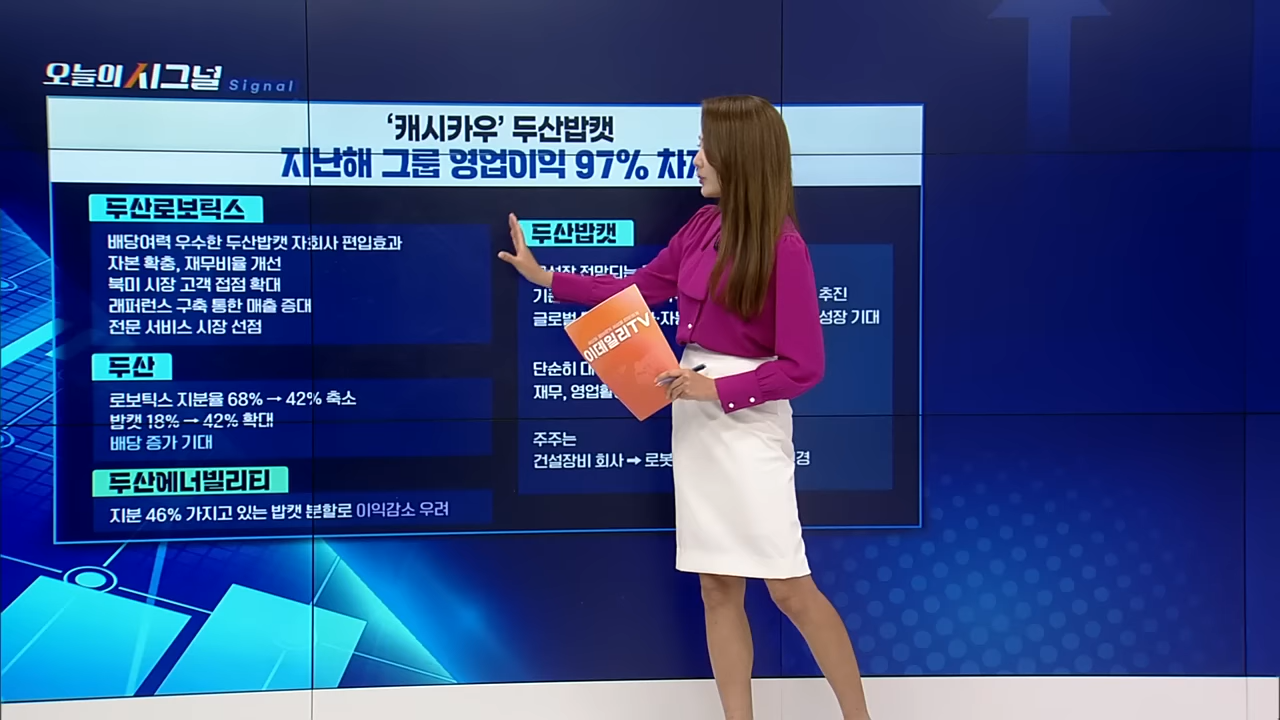 오늘의 시그널 Signal
‘캐시카우’ 두산밥캣
지난해 그룹 영업이익 97%
두산로보틱스
배당여력 우수한 두산밥캣 자회사 편입효과
자본 확충, 재무비율 개선
북미 시장 고객 접점 확대
래퍼런스 구축 통한 매출 증대
전문 서비스 시장 선점
두산
로보틱스 지분율 68% → 42% 축소
밥캣 18% → 42% 확대
배당 증가 기대
두산에너빌리티
지분 46% 가지고 있는 밥캣 분할로 이익감소 우려
두산밥캣
전망되는
추진
글로벌 성장 기대
단순히
재무,
주주는
건설장비 회사 →
이데일리TV